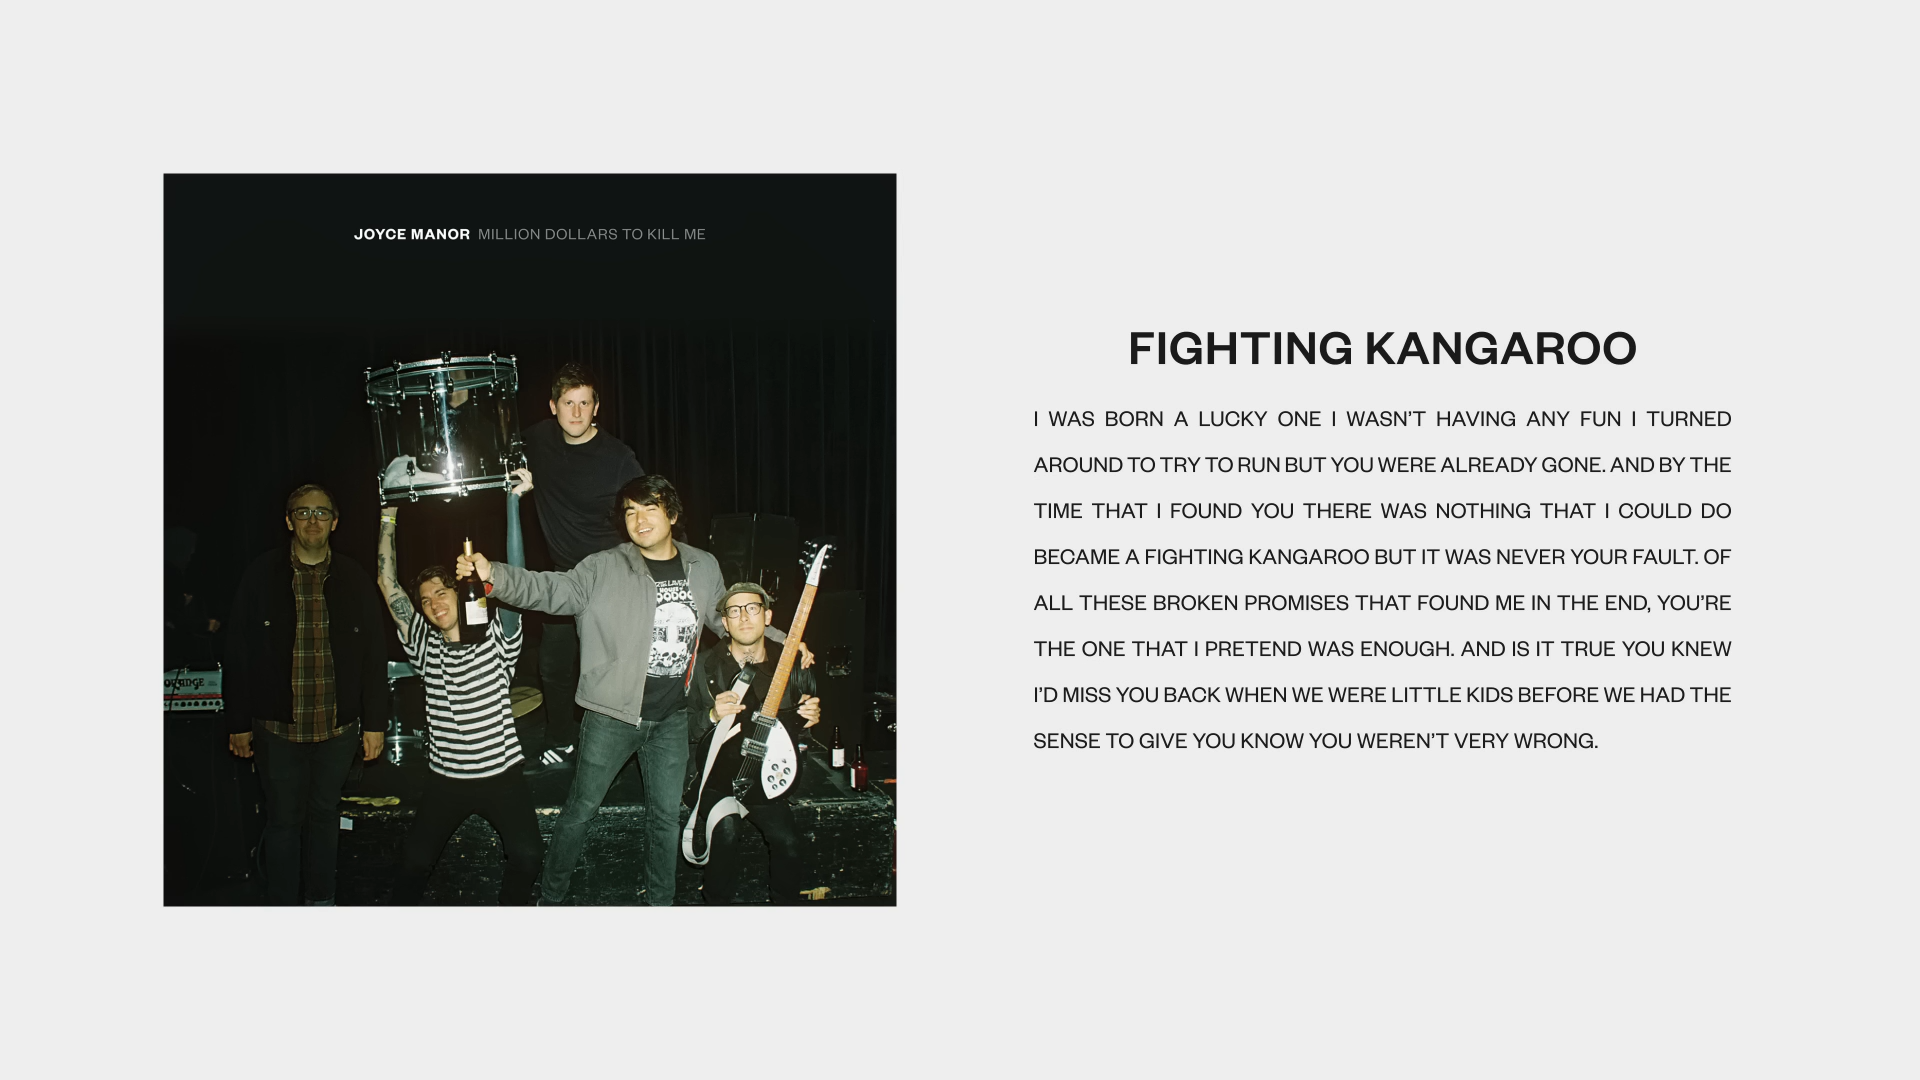 JOYCE MANOR MILLION DOLLARS TO KILL ME
ORANGE
FIGHTING KANGAROO
I WAS BORN A LUCKY ONE I WASN’T HAVING ANY FUN I TURNED
AROUND TO TRY TO RUN BUT YOU WERE ALREADY GONE. AND BY THE
TIME THAT I FOUND YOU THERE WAS NOTHING THAT I COULD DO
BECAME A FIGHTING KANGAROO BUT IT WAS NEVER YOUR FAULT. OF
ALL THESE BROKEN PROMISES THAT FOUND ME IN THE END, YOU’RE
THE ONE THAT I PRETEND WAS ENOUGH. AND IS IT TRUE YOU KNEW
I’D MISS YOU BACK WHEN WE WERE LITTLE KIDS BEFORE WE HAD THE
SENSE TO GIVE YOU KNOW YOU WEREN’T VERY WRONG.